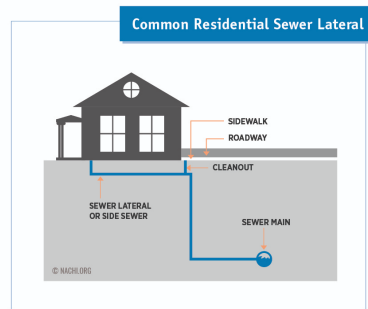 Common Residential Sewer Lateral
SIDEWALK
ROADWAY
CLEANOUT
SEWER LATERAL
OR SIDE SEWER
SEWER MAIN
© NACHI.ORG